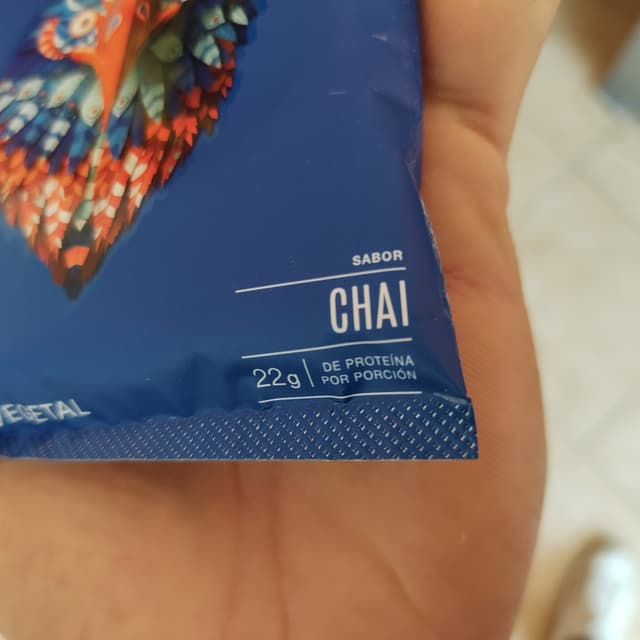 SABOR
CHAI
22g
DE PROTEÍNA
POR PORCIÓN
VEGETAL